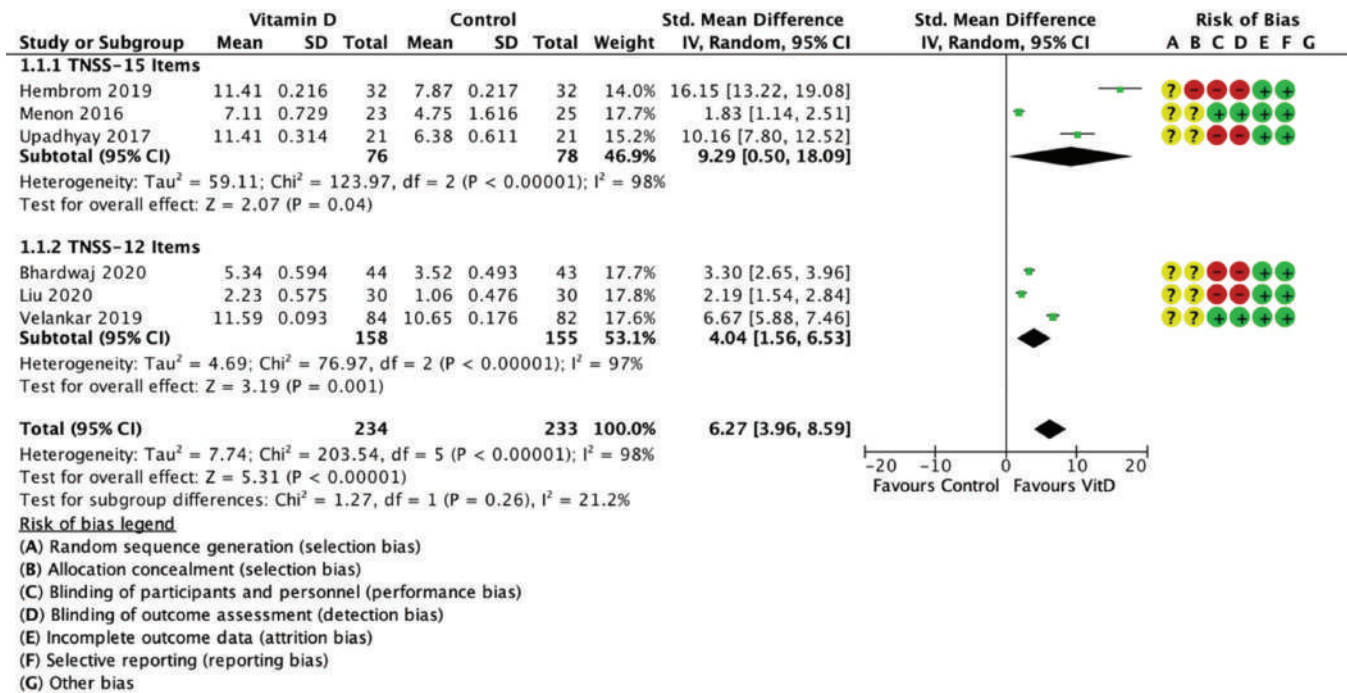 Vitamin D Control Std. Mean Difference Std. Mean Difference Risk of Bias
Study or Subgroup Mean SD Total Mean SD Total Weight IV, Random, 95% CI IV, Random, 95% CI A B C D E F G
1.1.1 TNSS-15 Items
Hembrom 2019 11.41 0.216 32 7.87 0.217 32 14.0% 16.15 [13.22, 19.08] ? - - - + +
Menon 2016 7.11 0.729 23 4.75 1.616 25 17.7% 1.83 [1.14, 2.51] ? ? + + + +
Upadhyay 2017 11.41 0.314 21 6.38 0.611 21 15.2% 10.16 [7.80, 12.52] ? ? - - + +
Subtotal (95% CI) 76 78 46.9% 9.29 [0.50, 18.09]
Heterogeneity: Tau² = 59.11; Chi² = 123.97, df = 2 (P < 0.00001); I² = 98%
Test for overall effect: Z = 2.07 (P = 0.04)
1.1.2 TNSS-12 Items
Bhardwaj 2020 5.34 0.594 44 3.52 0.493 43 17.7% 3.30 [2.65, 3.96] ? ? - - + +
Liu 2020 2.23 0.575 30 1.06 0.476 30 17.8% 2.19 [1.54, 2.84] ? ? - - + +
Velankar 2019 11.59 0.093 84 10.65 0.176 82 17.6% 6.67 [5.88, 7.46] ? ? + + + +
Subtotal (95% CI) 158 155 53.1% 4.04 [1.56, 6.53]
Heterogeneity: Tau² = 4.69; Chi² = 76.97, df = 2 (P < 0.00001); I² = 97%
Test for overall effect: Z = 3.19 (P = 0.001)
Total (95% CI) 234 233 100.0% 6.27 [3.96, 8.59]
Heterogeneity: Tau² = 7.74; Chi² = 203.54, df = 5 (P < 0.00001); I² = 98%
Test for overall effect: Z = 5.31 (P < 0.00001)
Test for subgroup differences: Chi² = 1.27, df = 1 (P = 0.26), I² = 21.2%
-20 -10 0 10 20
Favours Control Favours VitD
Risk of bias legend
(A) Random sequence generation (selection bias)
(B) Allocation concealment (selection bias)
(C) Blinding of participants and personnel (performance bias)
(D) Blinding of outcome assessment (detection bias)
(E) Incomplete outcome data (attrition bias)
(F) Selective reporting (reporting bias)
(G) Other bias